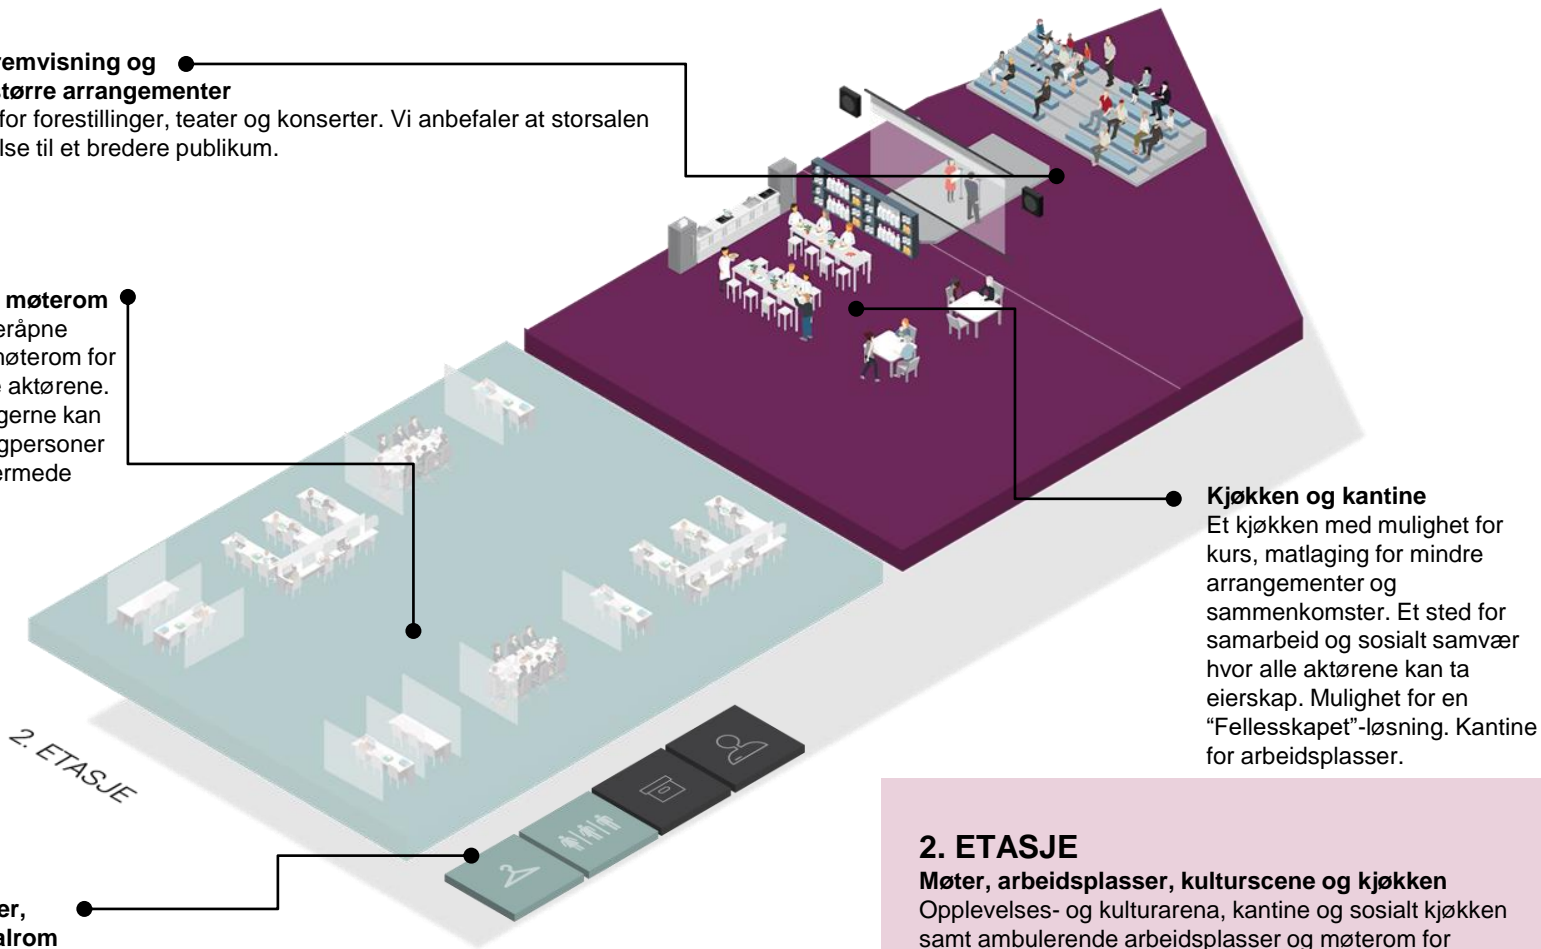 remvisning og
større arrangementer
for forestillinger, teater og konserter. Vi anbefaler at storsalen
lse til et bredere publikum.
møterom
eråpne
møterom for
e aktørene.
gerne kan
gpersoner
ermede
Kjøkken og kantine
Et kjøkken med mulighet for
kurs, matlaging for mindre
arrangementer og
sammenkomster. Et sted for
samarbeid og sosialt samvær
hvor alle aktørene kan ta
eierskap. Mulighet for en
“Fellesskapet”-løsning. Kantine
for arbeidsplasser.
2. ETASJE
er,
alrom
2. ETASJE
Møter, arbeidsplasser, kulturscene og kjøkken
Opplevelses- og kulturarena, kantine og sosialt kjøkken
samt ambulerende arbeidsplasser og møterom for